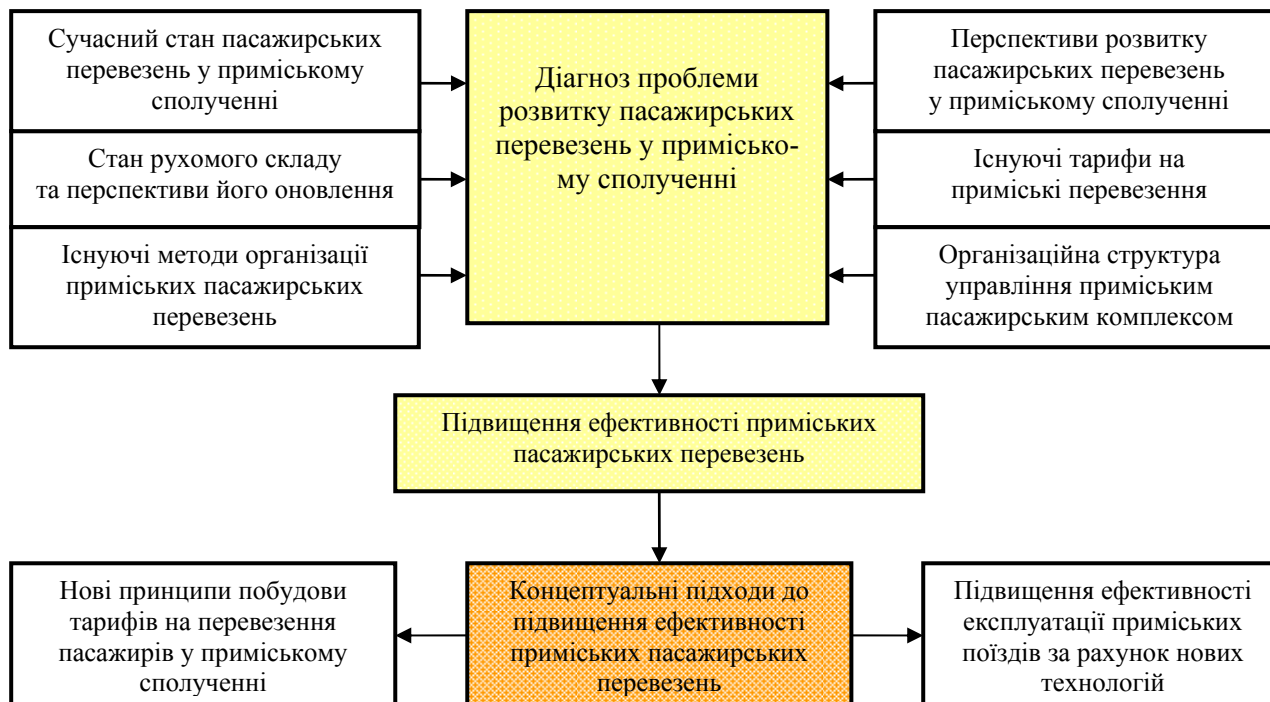 Сучасний стан пасажирських
перевезень у приміському
сполученні
Стан рухомого складу
та перспективи його оновлення
Існуючі методи організації
приміських пасажирських
перевезень
Діагноз проблеми
розвитку пасажирських
перевезень у примісько-
му сполученні
Перспективи розвитку
пасажирських перевезень
у приміському сполученні
Існуючі тарифи на
приміські перевезення
Організаційна структура
управління приміським
пасажирським комплексом
Підвищення ефективності приміських
пасажирських перевезень
Нові принципи побудови
тарифів на перевезення
пасажирів у приміському
сполученні
Концептуальні підходи до
підвищення ефективності
приміських пасажирських
перевезень
Підвищення ефективності
експлуатації приміських
поїздів за рахунок нових
технологій